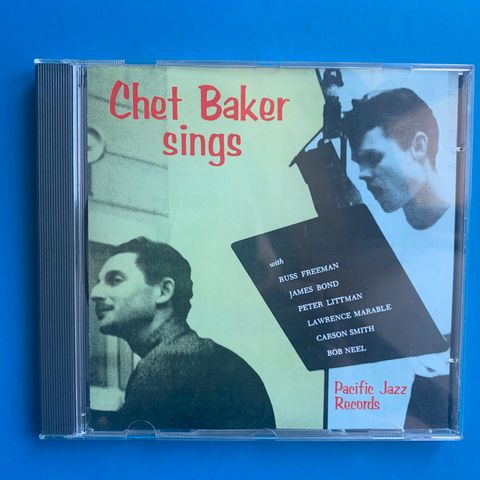 Chet Baker
sings
with
RUSS FREEMAN
JAMES BOND
PETER LITTMAN
LAWRENCE MARABLE
CARSON SMITH
BOB NEEL
Pacific Jazz
Records